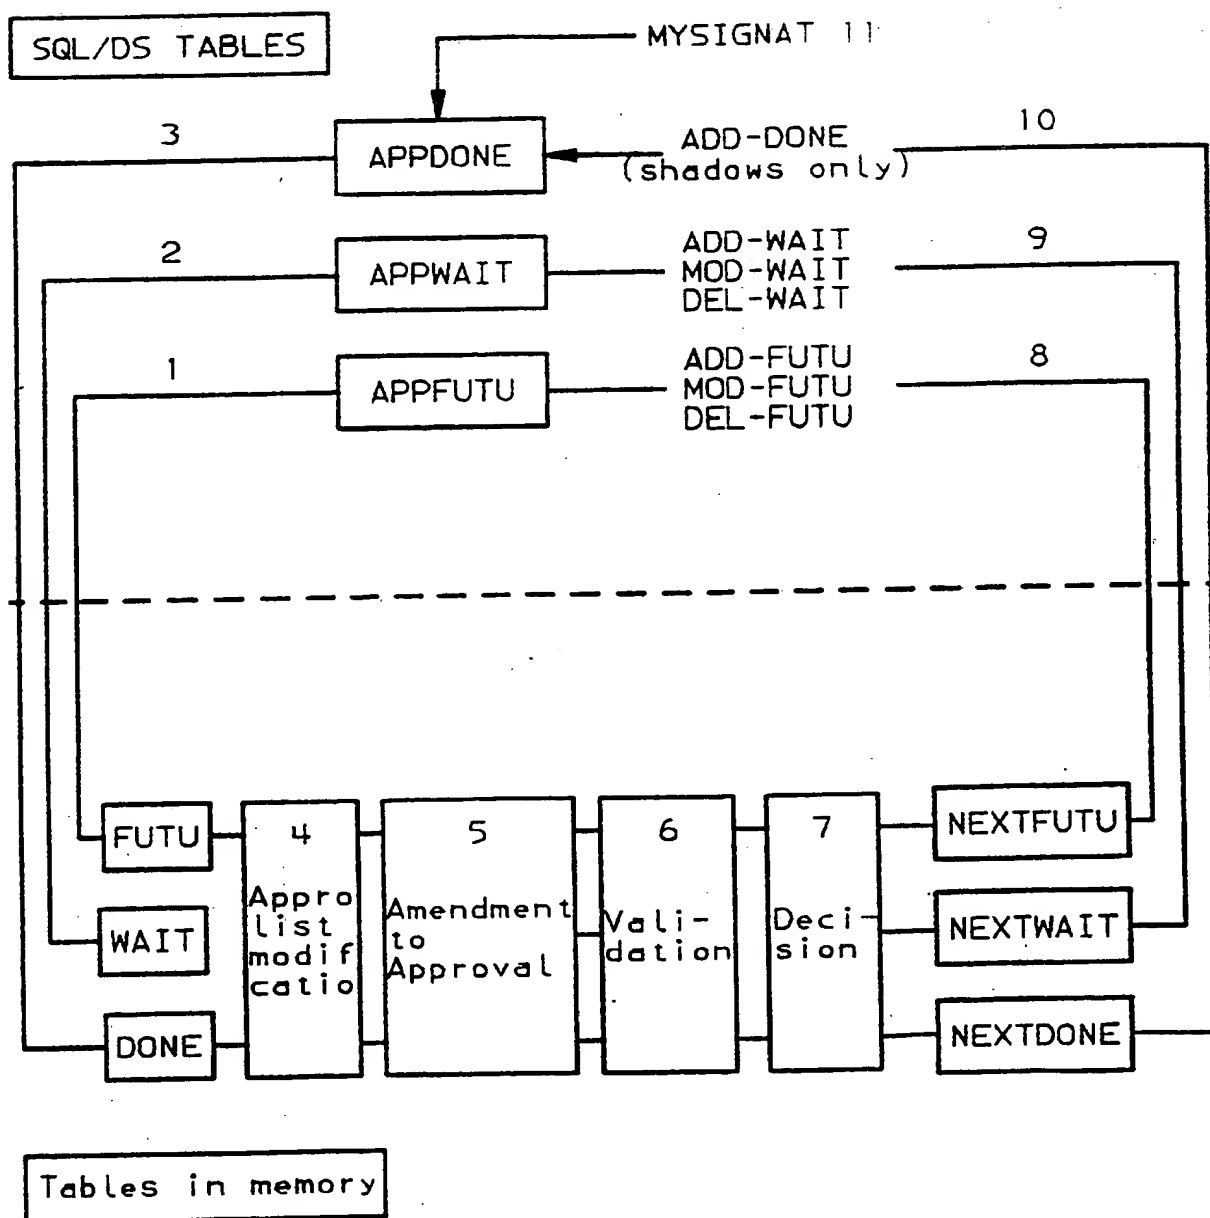 SQL/DS TABLES
MYSIGNAT 11
3
APPDONE
ADD-DONE
(shadows only)
10
2
APPWAIT
ADD-WAIT
MOD-WAIT
DEL-WAIT
9
1
APPFUTU
ADD-FUTU
MOD-FUTU
DEL-FUTU
8
FUTU
WAIT
DONE
4
Appro
list
modif
catio
5
Amendment
to
Approval
6
Vali-
dation
7
Deci-
sion
NEXTFUTU
NEXTWAIT
NEXTDONE
Tables in memory